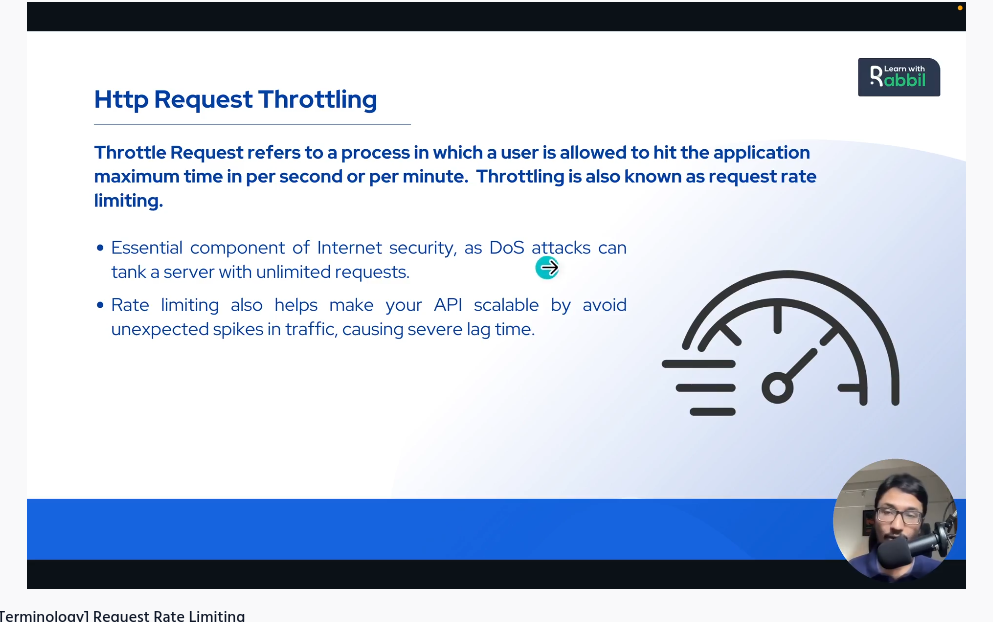 Learn with
Rabbil
Http Request Throttling
Throttle Request refers to a process in which a user is allowed to hit the application
maximum time in per second or per minute. Throttling is also known as request rate
limiting.
• Essential component of Internet security, as DoS attacks can
tank a server with unlimited requests.
• Rate limiting also helps make your API scalable by avoid
unexpected spikes in traffic, causing severe lag time.
Terminology] Request Rate Limiting